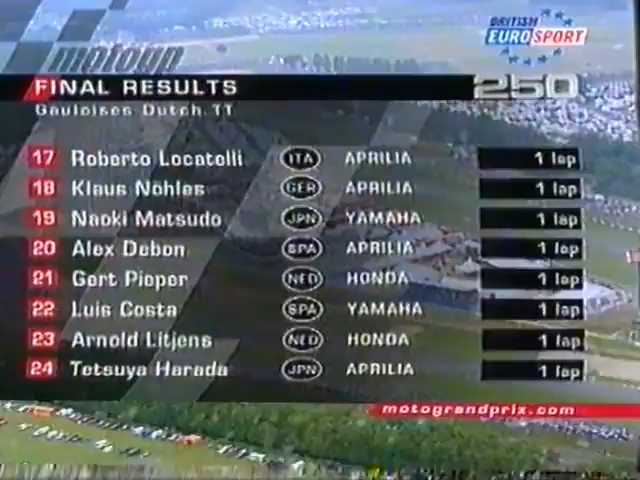 BRITISH
EUROSPORT
motogp
FINAL RESULTS 250
Gauloises Dutch TT
17 Roberto Locatelli ITA APRILIA 1 lap
18 Klaus Nöhles GER APRILIA 1 lap
19 Naoki Matsudo JPN YAMAHA 1 lap
20 Alex Debon SPA APRILIA 1 lap
21 Gert Pieper NED HONDA 1 lap
22 Luis Costa SPA YAMAHA 1 lap
23 Arnold Litjens NED HONDA 1 lap
24 Tetsuya Harada JPN APRILIA 1 lap
motograndprix.com